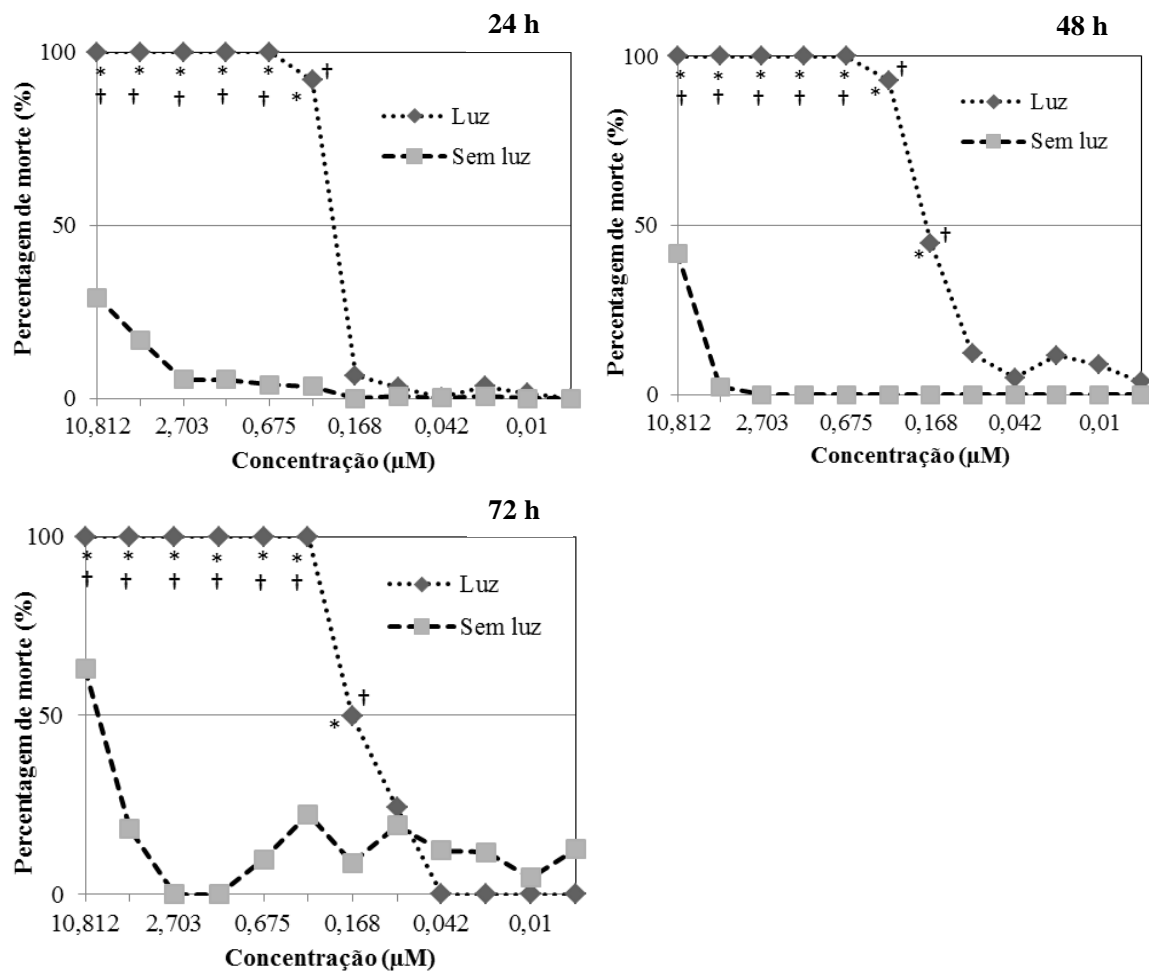 24 h
Percentagem de morte (%)
100
50
0
* * * * * * †
† † † † †
Luz
Sem luz
10,812 2,703 0,675 0,168 0,042 0,01
Concentração (µM)
48 h
Percentagem de morte (%)
100
50
0
* * * * * * †
† † † † †
* †
Luz
Sem luz
10,812 2,703 0,675 0,168 0,042 0,01
Concentração (µM)
72 h
Percentagem de morte (%)
100
50
0
* * * * * *
† † † † † †
* †
Luz
Sem luz
10,812 2,703 0,675 0,168 0,042 0,01
Concentração (µM)